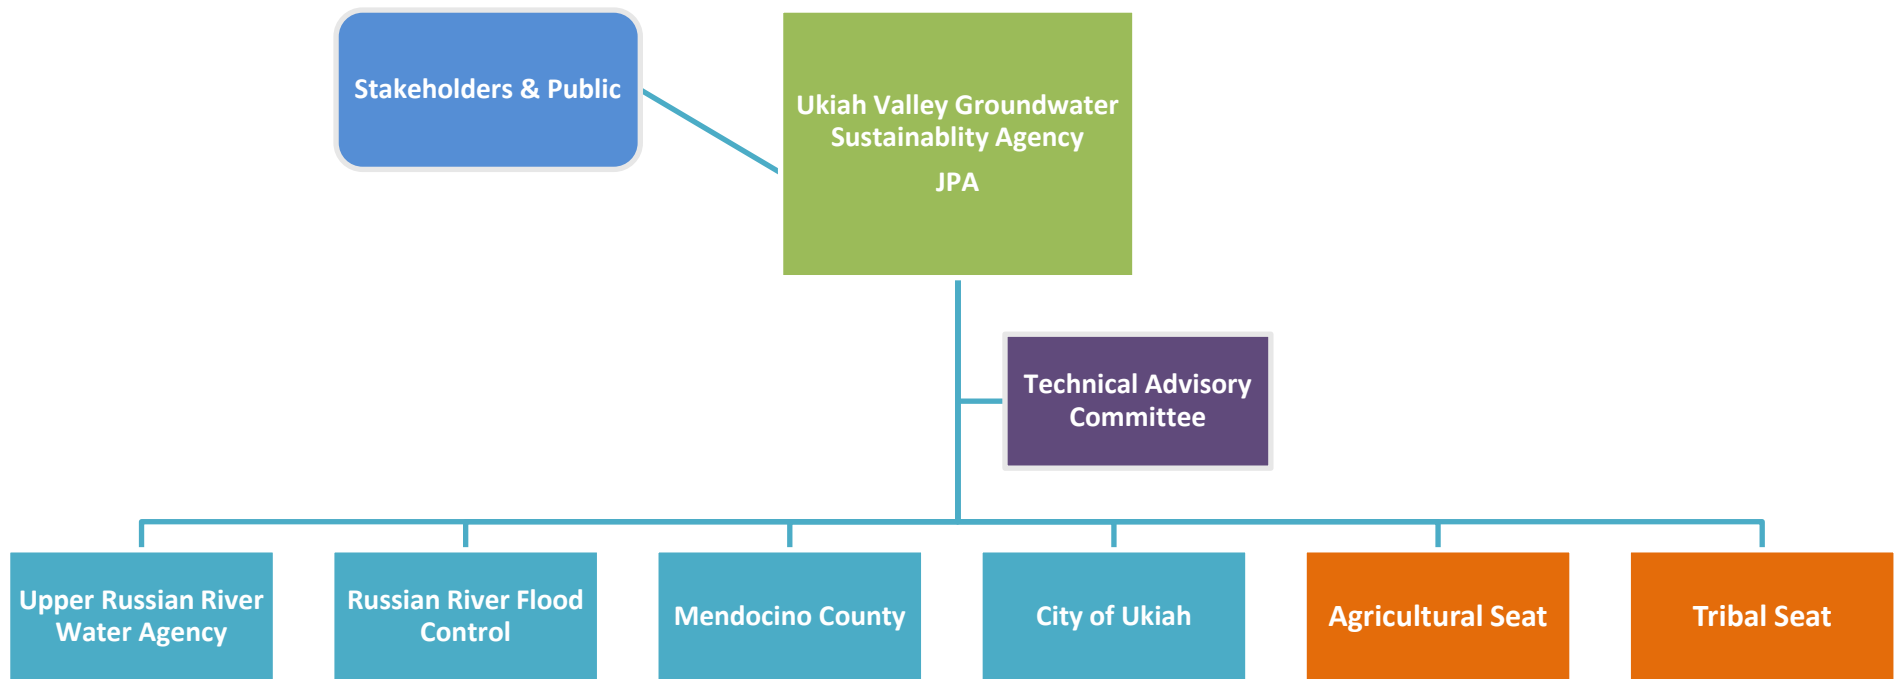 Stakeholders & Public
Ukiah Valley Groundwater
Sustainablity Agency
JPA
Technical Advisory
Committee
Upper Russian River
Water Agency
Russian River Flood
Control
Mendocino County
City of Ukiah
Agricultural Seat
Tribal Seat